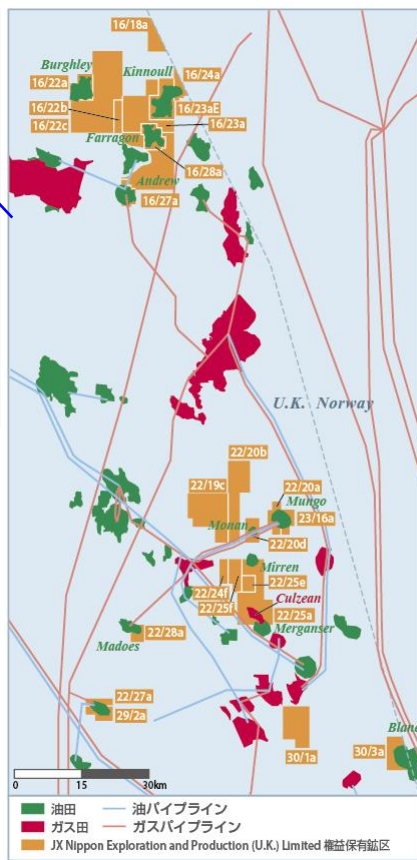 16/18a
Burghley
Kinnoull
16/22a
16/24a
16/22b
16/23aE
16/22c
16/23a
Farragon
16/28a
Andrew
16/27a
U.K. Norway
22/20b
22/19c
22/20a
Mungo
23/16a
Monan
22/20d
Mirren
22/24f
22/25e
22/25f
Culzean
22/25a
Merganser
22/28a
Madoes
22/27a
29/2a
30/1a
30/3a
Blane
0 15 30km
油田 油パイプライン
ガス田 ガスパイプライン
JX Nippon Exploration and Production (U.K.) Limited 権益保有鉱区